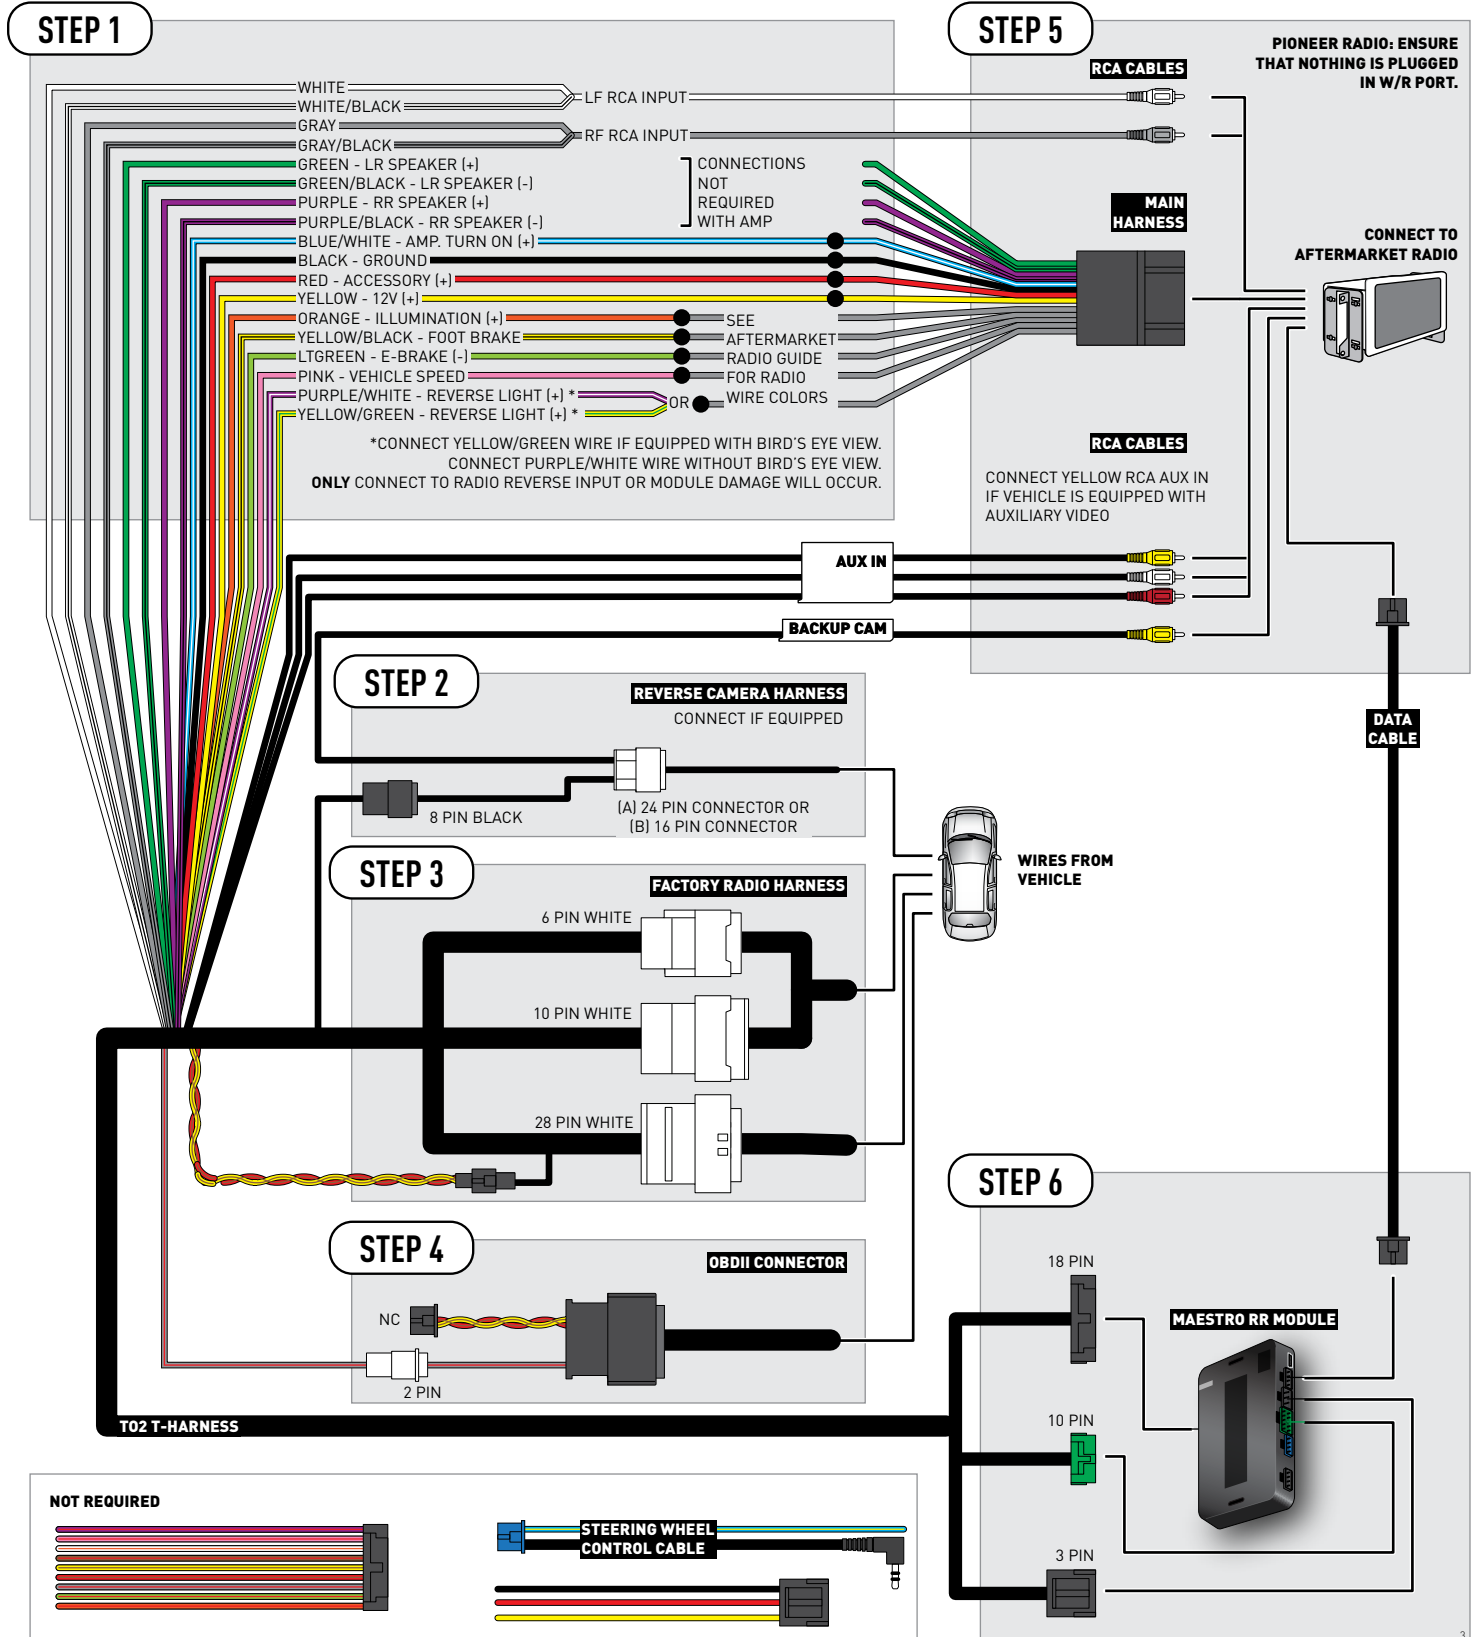 STEP 1
WHITE
WHITE/BLACK
LF RCA INPUT
GRAY
GRAY/BLACK
RF RCA INPUT
GREEN - LR SPEAKER (+)
GREEN/BLACK - LR SPEAKER (-)
PURPLE - RR SPEAKER (+)
PURPLE/BLACK - RR SPEAKER (-)
CONNECTIONS
NOT
REQUIRED
WITH AMP
BLUE/WHITE - AMP. TURN ON (+)
BLACK - GROUND
RED - ACCESSORY (+)
YELLOW - 12V (+)
ORANGE - ILLUMINATION (+)
YELLOW/BLACK - FOOT BRAKE
LTGREEN - E-BRAKE (-)
PINK - VEHICLE SPEED
PURPLE/WHITE - REVERSE LIGHT (+) *
YELLOW/GREEN - REVERSE LIGHT (+) *
OR
SEE
AFTERMARKET
RADIO GUIDE
FOR RADIO
WIRE COLORS
*CONNECT YELLOW/GREEN WIRE IF EQUIPPED WITH BIRD'S EYE VIEW.
CONNECT PURPLE/WHITE WIRE WITHOUT BIRD'S EYE VIEW.
ONLY CONNECT TO RADIO REVERSE INPUT OR MODULE DAMAGE WILL OCCUR.
STEP 5
PIONEER RADIO: ENSURE
THAT NOTHING IS PLUGGED
IN W/R PORT.
RCA CABLES
MAIN
HARNESS
CONNECT TO
AFTERMARKET RADIO
RCA CABLES
CONNECT YELLOW RCA AUX IN
IF VEHICLE IS EQUIPPED WITH
AUXILIARY VIDEO
AUX IN
BACKUP CAM
DATA
CABLE
STEP 2
REVERSE CAMERA HARNESS
CONNECT IF EQUIPPED
8 PIN BLACK
(A) 24 PIN CONNECTOR OR
(B) 16 PIN CONNECTOR
WIRES FROM
VEHICLE
STEP 3
FACTORY RADIO HARNESS
6 PIN WHITE
10 PIN WHITE
28 PIN WHITE
STEP 4
OBDII CONNECTOR
NC
2 PIN
TO2 T-HARNESS
STEP 6
18 PIN
MAESTRO RR MODULE
10 PIN
3 PIN
NOT REQUIRED
STEERING WHEEL
CONTROL CABLE
3